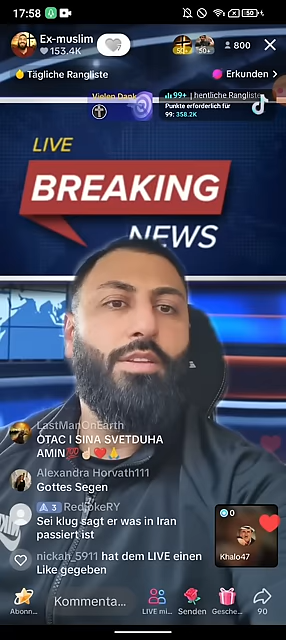 17:58
Ex-muslim
153.4K
50+
50+
800
Tägliche Rangliste
Erkunden >
Vielen Dank
99+ | hentliche Rangliste
Punkte erforderlich für
99: 358.2K
LIVE
BREAKING
NEWS
LastManOnEarth
OTAC I SINA SVETDUHA
AMIN💯☝️❤️🙏
Alexandra Horvath111
Gottes Segen
3 RedjokeRY
Sei klug sagt er was in Iran
passiert ist
nickah_5911 hat dem LIVE einen
Like gegeben
0
Khalo47
Abonn...
Kommenta...
LIVE mi...
Senden
Gesche...
90